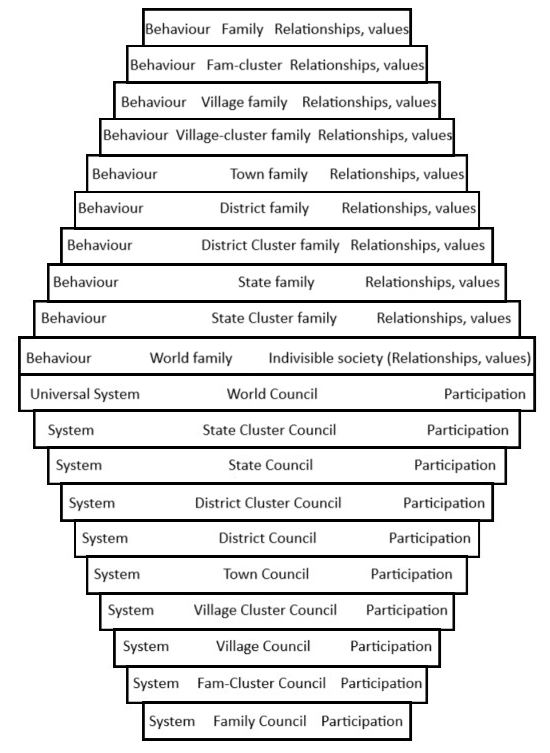 Behaviour Family Relationships, values
Behaviour Fam-cluster Relationships, values
Behaviour Village family Relationships, values
Behaviour Village-cluster family Relationships, values
Behaviour Town family Relationships, values
Behaviour District family Relationships, values
Behaviour District Cluster family Relationships, values
Behaviour State family Relationships, values
Behaviour State Cluster family Relationships, values
Behaviour World family Indivisible society (Relationships, values)
Universal System World Council Participation
System State Cluster Council Participation
System State Council Participation
System District Cluster Council Participation
System District Council Participation
System Town Council Participation
System Village Cluster Council Participation
System Village Council Participation
System Fam-Cluster Council Participation
System Family Council Participation